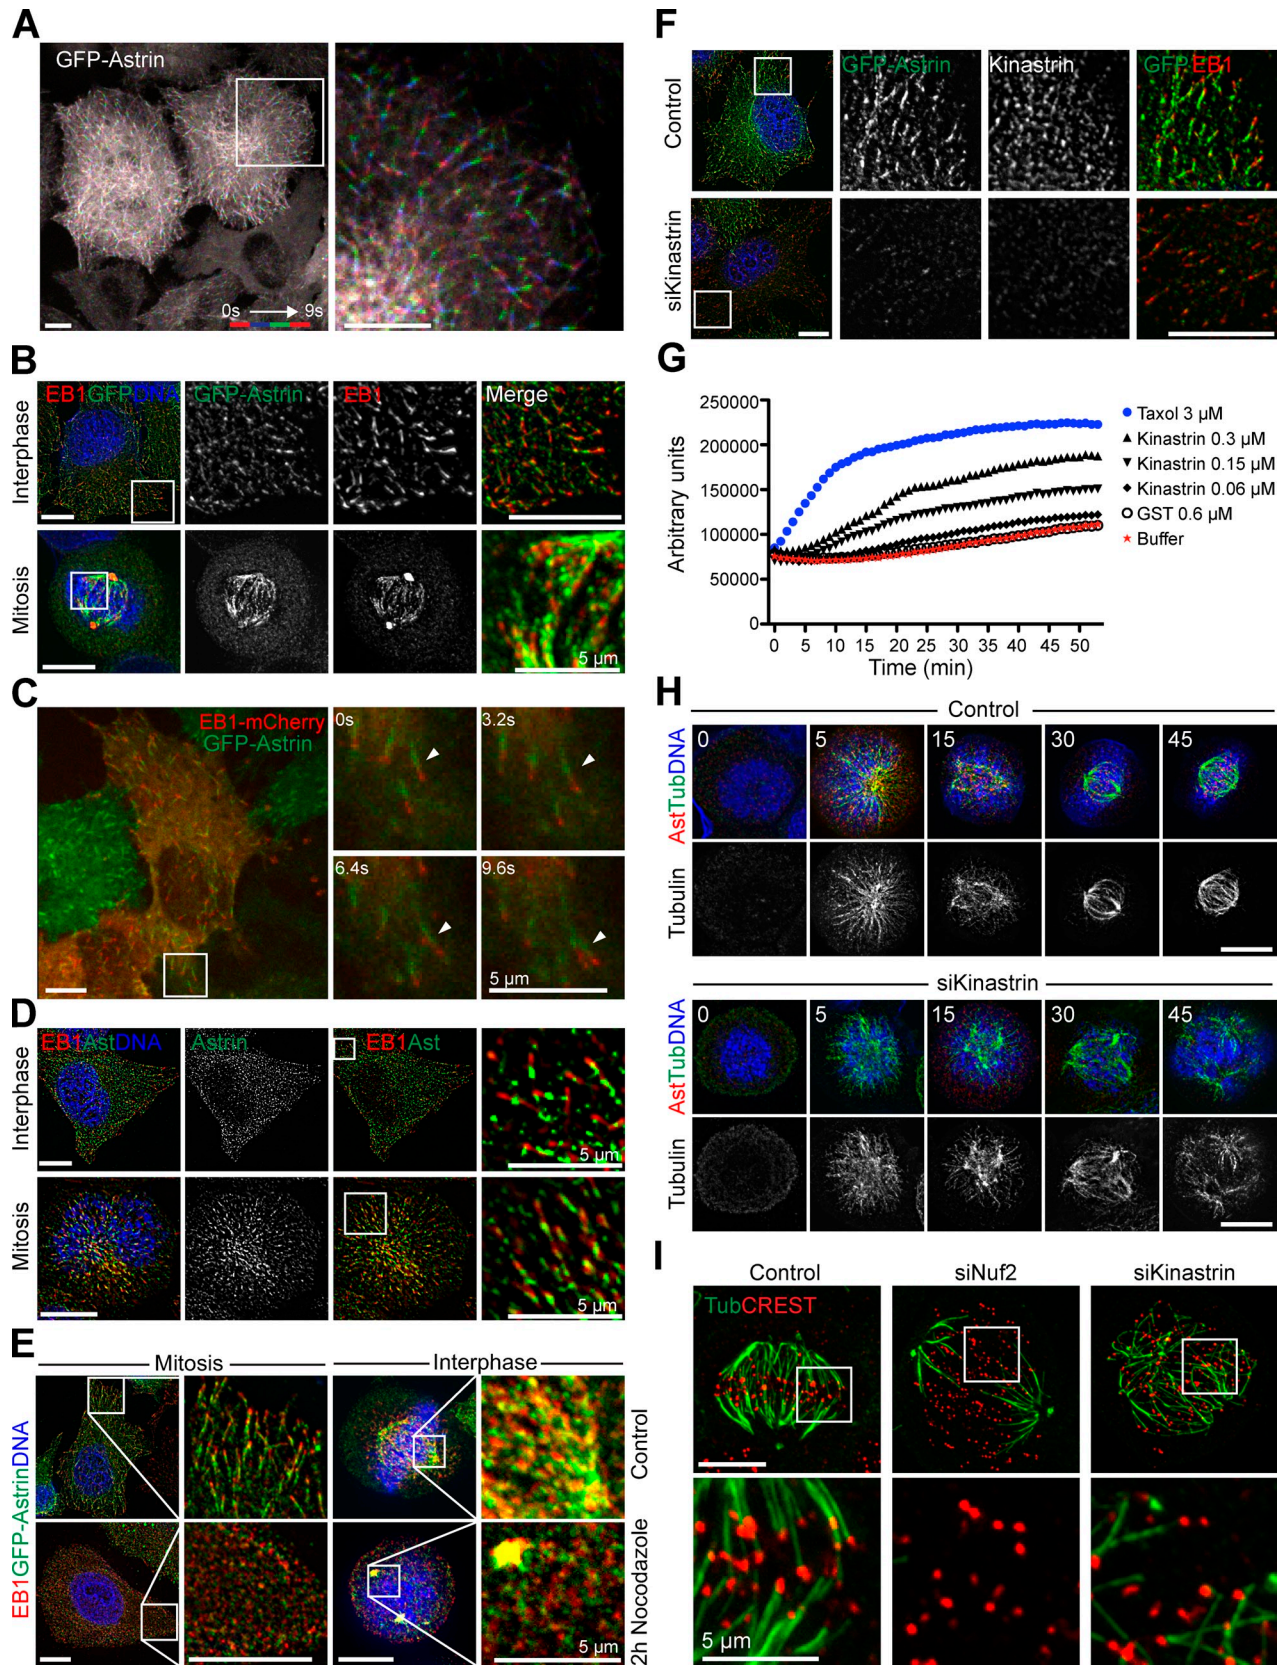 A
GFP-Astrin
0s
9s
B
Interphase
EB1GFPDNA
GFP-Astrin
EB1
Merge
Mitosis
5 µm
C
EB1-mCherry
GFP-Astrin
0s
3.2s
6.4s
9.6s
5 µm
D
Interphase
EB1AstDNA
Astrin
EB1Ast
5 µm
Mitosis
5 µm
E
Mitosis
Interphase
EB1GFP-AstrinDNA
Control
2h Nocodazole
5 µm
F
Control
GFP-Astrin
Kinastrin
GFPEB1
siKinastrin
G
Arbitrary units
250000
200000
150000
100000
50000
0
0 5 10 15 20 25 30 35 40 45 50
Time (min)
Taxol 3 µM
Kinastrin 0.3 µM
Kinastrin 0.15 µM
Kinastrin 0.06 µM
GST 0.6 µM
Buffer
H
Control
AstTubDNA
0 5 15 30 45
Tubulin
siKinastrin
AstTubDNA
0 5 15 30 45
Tubulin
I
Control siNuf2 siKinastrin
TubCREST
5 µm